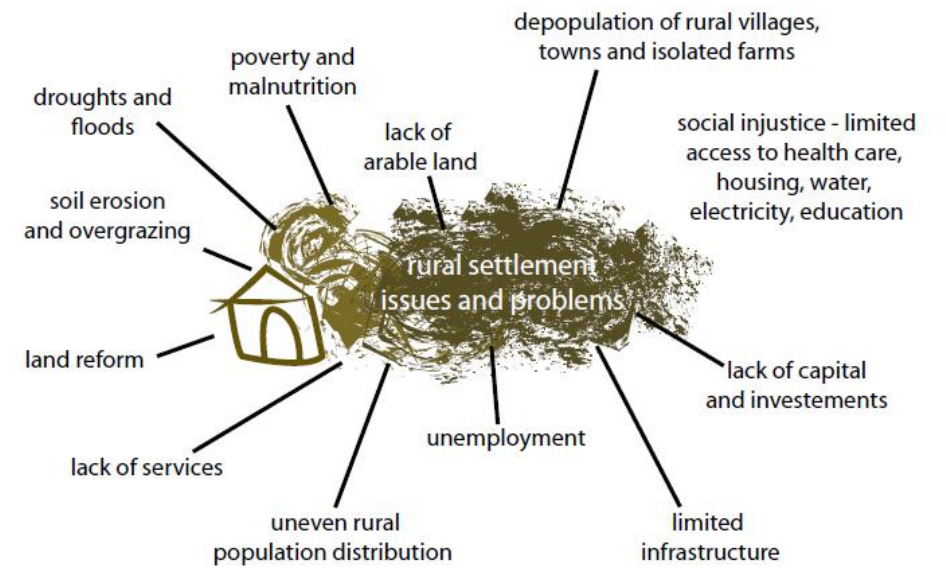 depopulation of rural villages,
towns and isolated farms
poverty and
malnutrition
droughts and
floods
lack of
arable land
social injustice - limited
access to health care,
housing, water,
electricity, education
soil erosion
and overgrazing
rural settlement
issues and problems
land reform
lack of capital
and investements
unemployment
lack of services
uneven rural
population distribution
limited
infrastructure